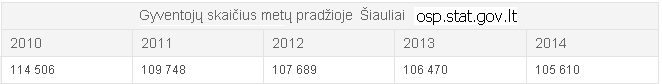 Gyventojų skaičius metų pradžioje Šiauliai osp.stat.gov.lt
2010 2011 2012 2013 2014
114 506 109 748 107 689 106 470 105 610